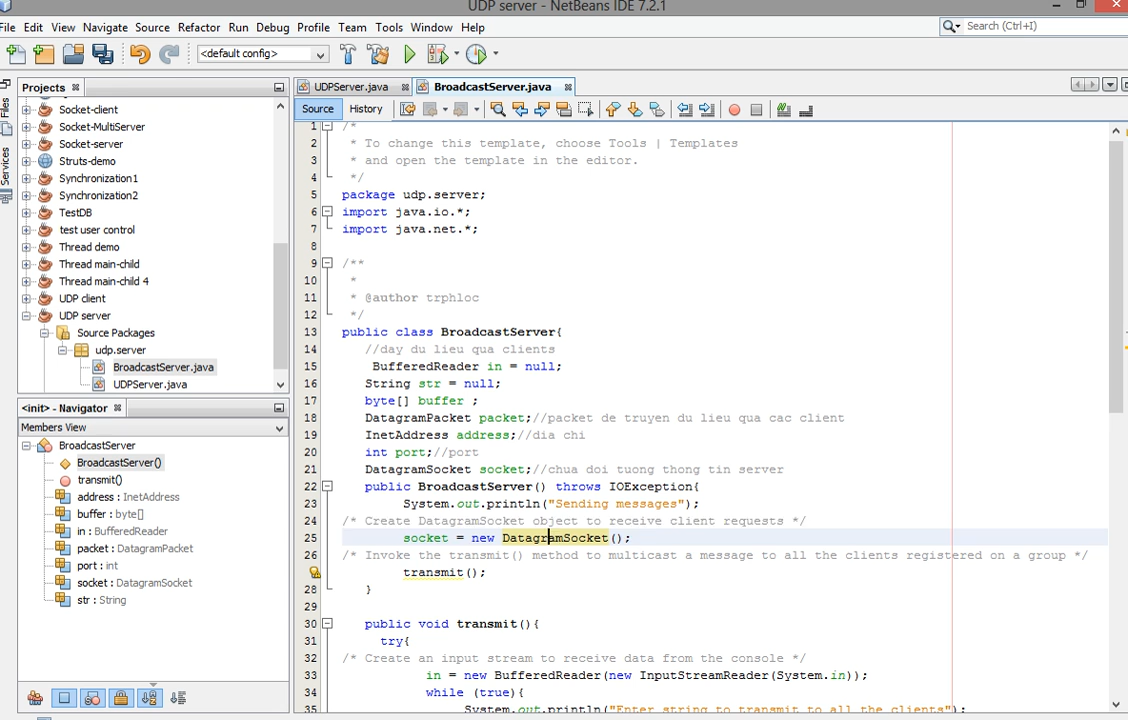 UDP server - NetBeans IDE 7.2.1
File Edit View Navigate Source Refactor Run Debug Profile Team Tools Window Help
Search (Ctrl+I)
<default config>
Projects
UDPServer.java
BroadcastServer.java
Files
Services
Source History
Socket-client
Socket-MultiServer
Socket-server
Struts-demo
Synchronization1
Synchronization2
TestDB
test user control
Thread demo
Thread main-child
Thread main-child 4
UDP client
UDP server
Source Packages
udp.server
BroadcastServer.java
UDPServer.java
<init> - Navigator
Members View
BroadcastServer
BroadcastServer()
transmit()
address : InetAddress
buffer : byte[]
in : BufferedReader
packet : DatagramPacket
port : int
socket : DatagramSocket
str : String
1 /*
2 * To change this template, choose Tools | Templates
3 * and open the template in the editor.
4 */
5 package udp.server;
6 import java.io.*;
7 import java.net.*;
8
9 /**
10 *
11 * @author trphloc
12 */
13 public class BroadcastServer{
14 //day du lieu qua clients
15 BufferedReader in = null;
16 String str = null;
17 byte[] buffer ;
18 DatagramPacket packet;//packet de truyen du lieu qua cac client
19 InetAddress address;//dia chi
20 int port;//port
21 DatagramSocket socket;//chua doi tuong thong tin server
22 public BroadcastServer() throws IOException{
23 System.out.println("Sending messages");
24 /* Create DatagramSocket object to receive client requests */
25 socket = new DatagramSocket();
26 /* Invoke the transmit() method to multicast a message to all the clients registered on a group */
transmit();
28 }
29
30 public void transmit(){
31 try{
32 /* Create an input stream to receive data from the console */
33 in = new BufferedReader(new InputStreamReader(System.in));
34 while (true){
35 System.out.println("Enter string to transmit to all the clients");